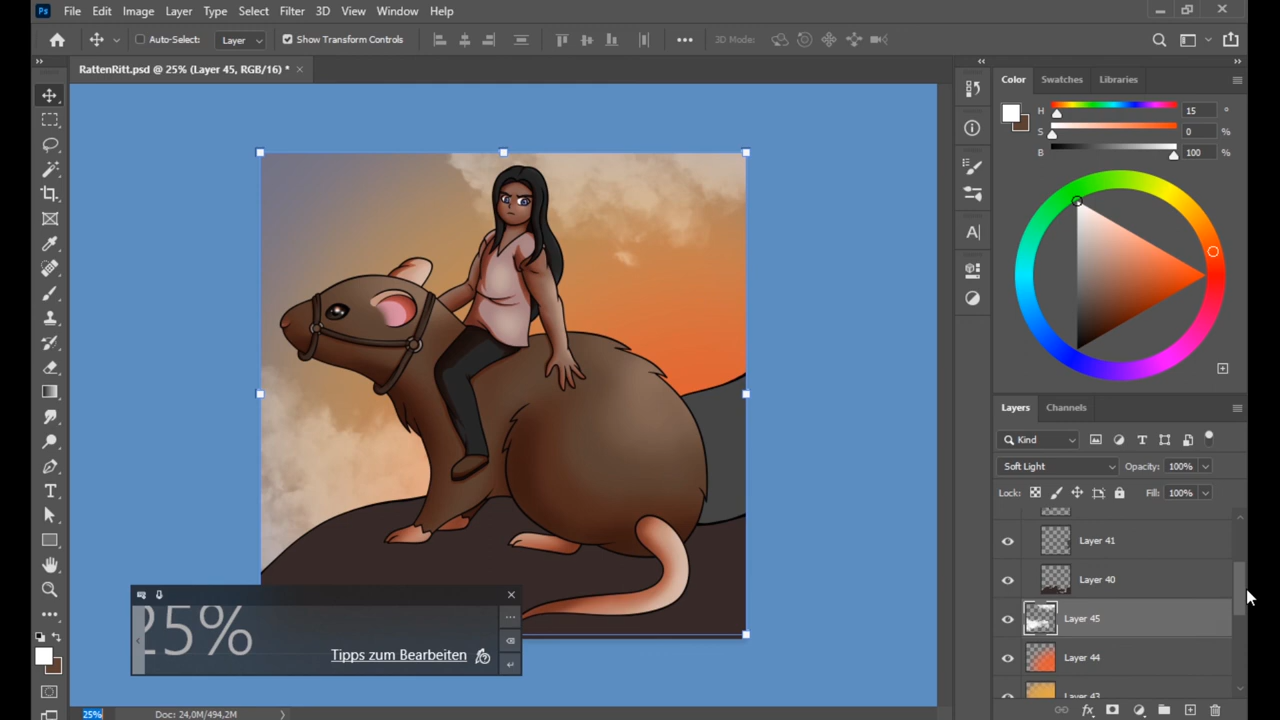 Ps File Edit Image Layer Type Select Filter 3D View Window Help
Auto-Select: Layer Show Transform Controls 3D Mode:
RattenRitt.psd @ 25% (Layer 45, RGB/16) *
Color Swatches Libraries
H 15 °
S 0 %
B 100 %
Layers Channels
Kind
Soft Light Opacity: 100%
Lock: Fill: 100%
Layer 41
Layer 40
Layer 45
Layer 44
Layer 43
25%
Tipps zum Bearbeiten
25% Doc: 24,0M/494,2M